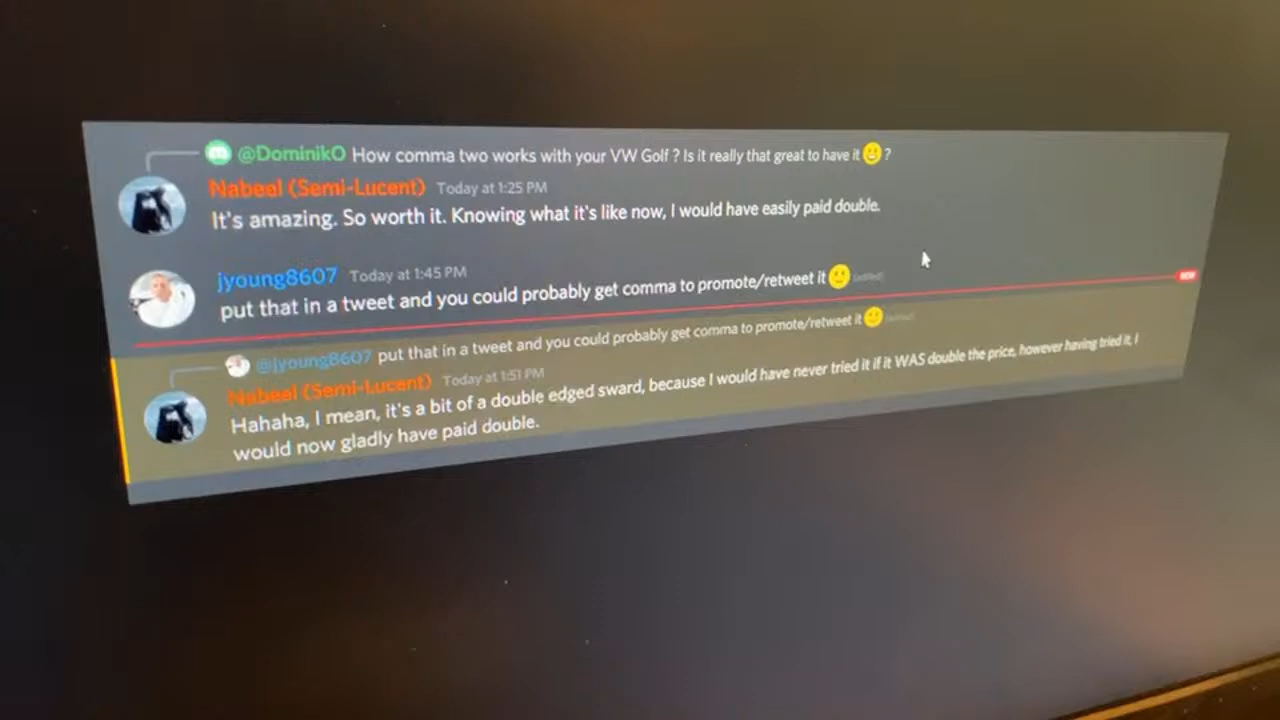 @DominikO How comma two works with your VW Golf ? Is it really that great to have it ?
Nabeel (Semi-Lucent) Today at 1:25 PM
It's amazing. So worth it. Knowing what it's like now, I would have easily paid double.
jyoung8607 Today at 1:45 PM
put that in a tweet and you could probably get comma to promote/retweet it (edited)
NEW
@jyoung8607 put that in a tweet and you could probably get comma to promote/retweet it (edited)
Nabeel (Semi-Lucent) Today at 1:51 PM
Hahaha, I mean, it's a bit of a double edged sward, because I would have never tried it if it WAS double the price, however having tried it, I
would now gladly have paid double.